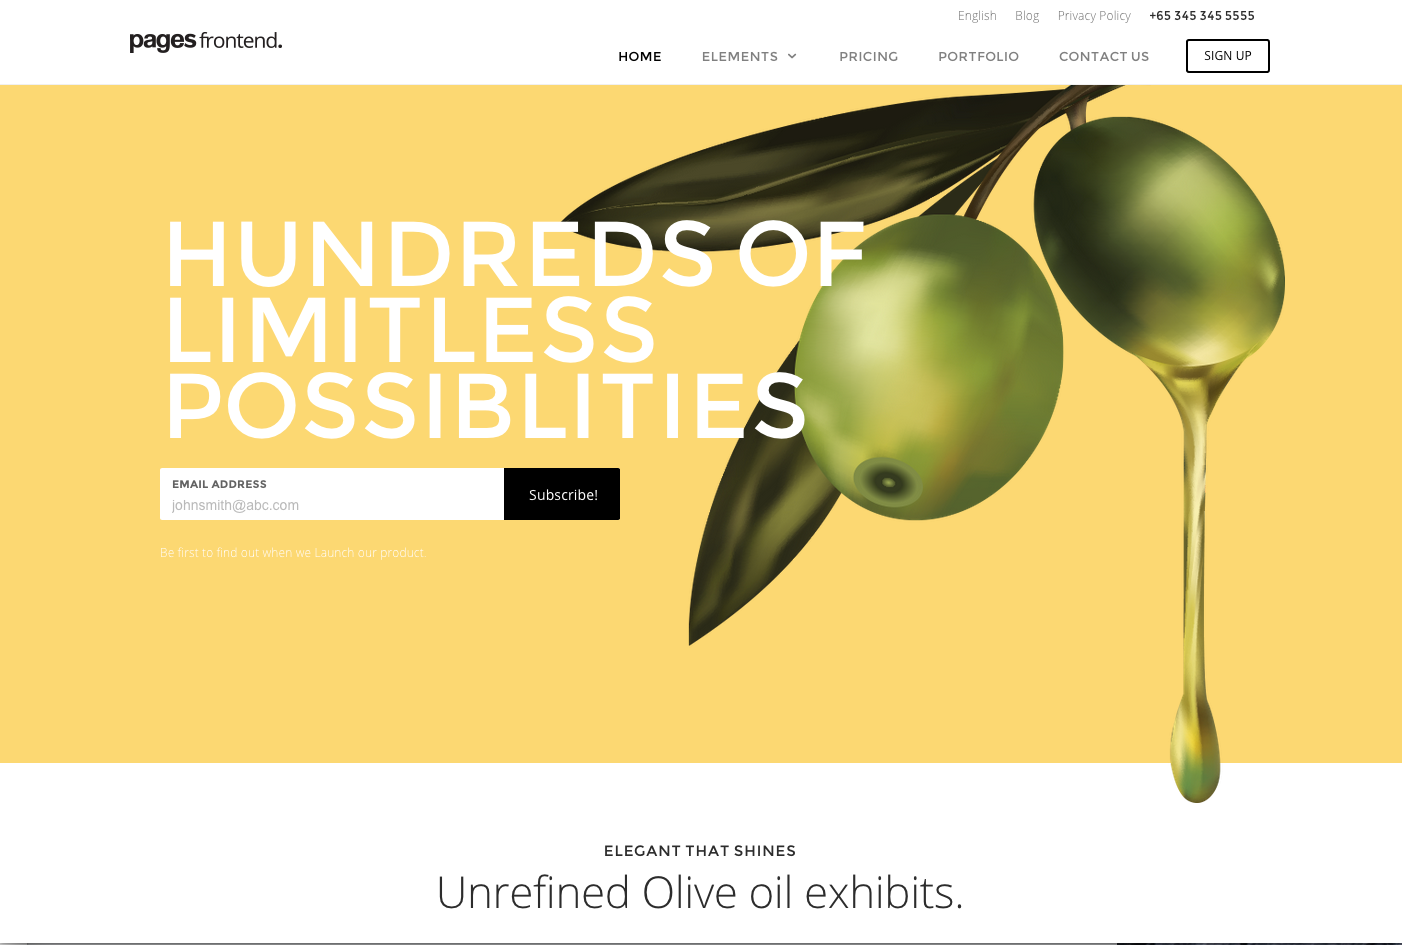 English Blog Privacy Policy +65 345 345 5555
pages frontend.
HOME ELEMENTS PRICING PORTFOLIO CONTACT US SIGN UP
HUNDREDS OF
LIMITLESS
POSSIBLITIES
EMAIL ADDRESS
johnsmith@abc.com
Subscribe!
Be first to find out when we Launch our product.
ELEGANT THAT SHINES
Unrefined Olive oil exhibits.